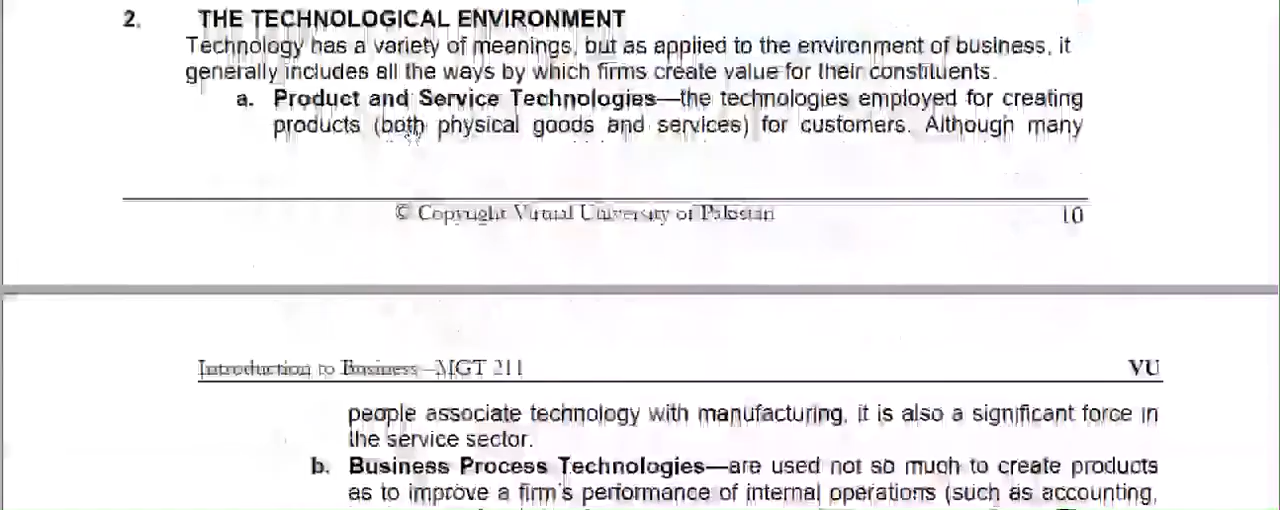 2. THE TECHNOLOGICAL ENVIRONMENT
Technology has a variety of meanings, but as applied to the environment of business, it
generally includes all the ways by which firms create value for their constituents.
a. Product and Service Technologies—the technologies employed for creating
products (both physical goods and services) for customers. Although many
© Copyright Virtual University of Pakistan 10
Introduction to Business–MGT 211 VU
people associate technology with manufacturing, it is also a significant force in
the service sector.
b. Business Process Technologies—are used not so much to create products
as to improve a firm's performance of internal operations (such as accounting,